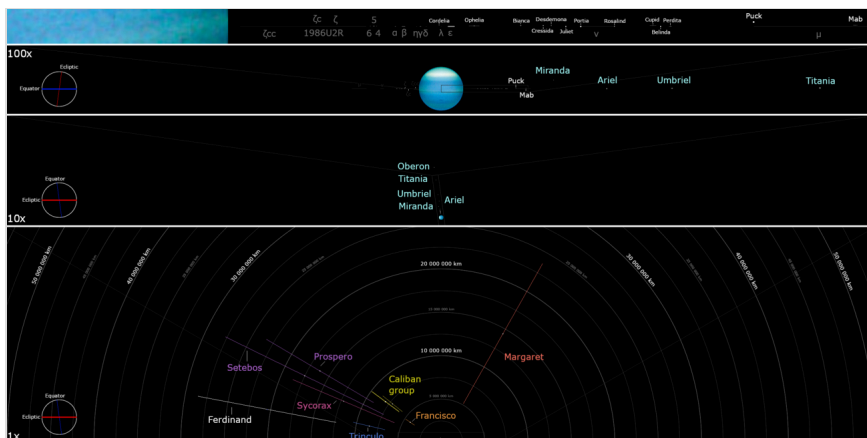 ζc ζ 5 Cordelia Ophelia Bianca Desdemona Portia Rosalind Cupid Perdita Puck Mab
ζcc 1986U2R 6 4 α β ηγδ λ ε Cressida Juliet ν Belinda μ
100x
Ecliptic
Equator
Puck
Mab
Miranda
Ariel
Umbriel
Titania
Oberon
Titania
Umbriel
Ariel
Miranda
Equator
Ecliptic
10x
50 000 000 km
40 000 000 km
30 000 000 km
20 000 000 km
10 000 000 km
30 000 000 km
40 000 000 km
50 000 000 km
Margaret
Prospero
Setebos
Caliban
group
Sycorax
Francisco
Ferdinand
Trinculo
Equator
Ecliptic
1x